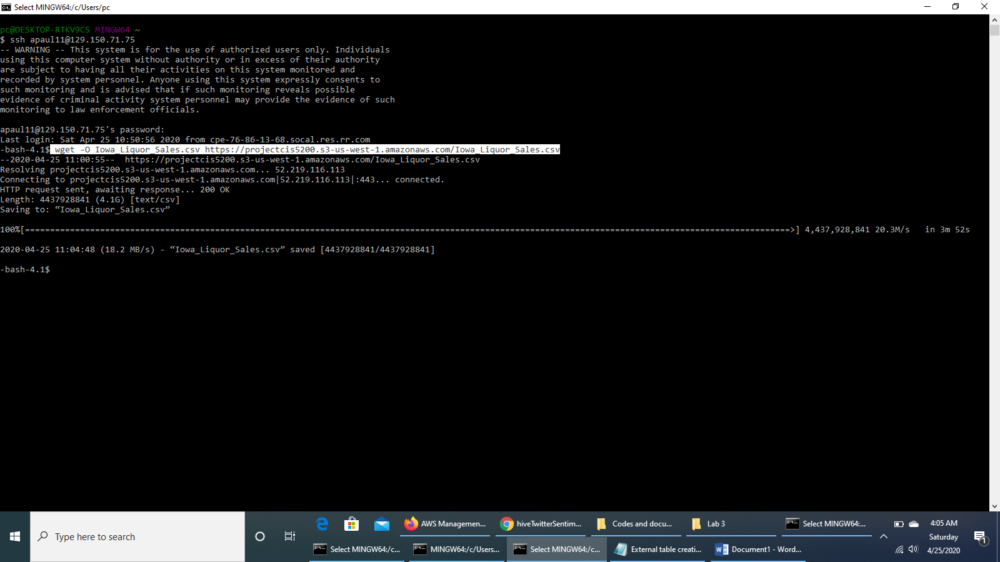 Select MINGW64:/c/Users/pc
pc@DESKTOP-RTKV9C5 MINGW64 ~
$ ssh apaul11@129.150.71.75
-- WARNING -- This system is for the use of authorized users only. Individuals
using this computer system without authority or in excess of their authority
are subject to having all their activities on this system monitored and
recorded by system personnel. Anyone using this system expressly consents to
such monitoring and is advised that if such monitoring reveals possible
evidence of criminal activity system personnel may provide the evidence of such
monitoring to law enforcement officials.
apaul11@129.150.71.75's password:
Last login: Sat Apr 25 10:50:56 2020 from cpe-76-86-13-68.socal.res.rr.com
-bash-4.1$ wget -O Iowa_Liquor_Sales.csv https://projectcis5200.s3-us-west-1.amazonaws.com/Iowa_Liquor_Sales.csv
--2020-04-25 11:00:55--  https://projectcis5200.s3-us-west-1.amazonaws.com/Iowa_Liquor_Sales.csv
Resolving projectcis5200.s3-us-west-1.amazonaws.com... 52.219.116.113
Connecting to projectcis5200.s3-us-west-1.amazonaws.com|52.219.116.113|:443... connected.
HTTP request sent, awaiting response... 200 OK
Length: 4437928841 (4.1G) [text/csv]
Saving to: “Iowa_Liquor_Sales.csv”
100%[=========================================================================================================================================================>] 4,437,928,841 20.3M/s   in 3m 52s
2020-04-25 11:04:48 (18.2 MB/s) - “Iowa_Liquor_Sales.csv” saved [4437928841/4437928841]
-bash-4.1$
Type here to search
AWS Managemen...
hiveTwitterSentim...
Codes and docu...
Lab 3
Select MINGW64:...
Select MINGW64:/c...
MINGW64:/c/Users...
Select MINGW64:/c...
External table creati...
Document1 - Word...
4:05 AM
Saturday
4/25/2020
1